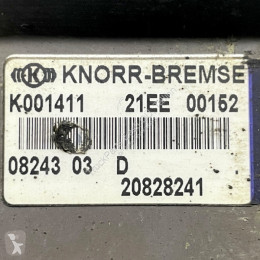 KNORR-BREMSE
K001411 21EE 00152
08243 03 D
20828241